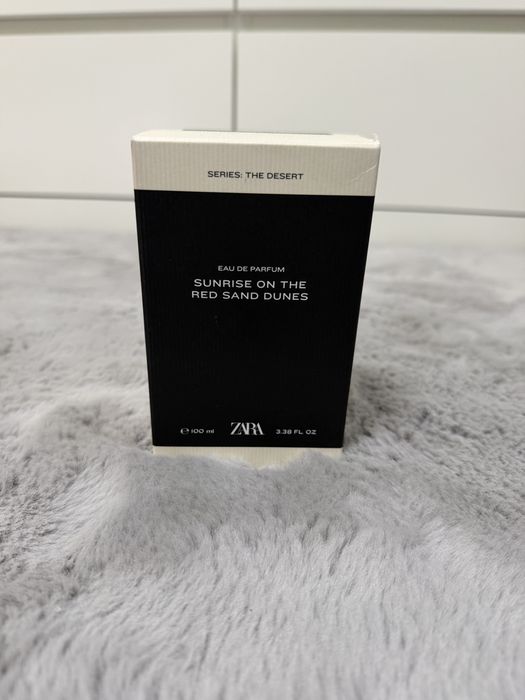 SERIES: THE DESERT
EAU DE PARFUM
SUNRISE ON THE
RED SAND DUNES
℮ 100 ml ZARA 3.38 FL OZ